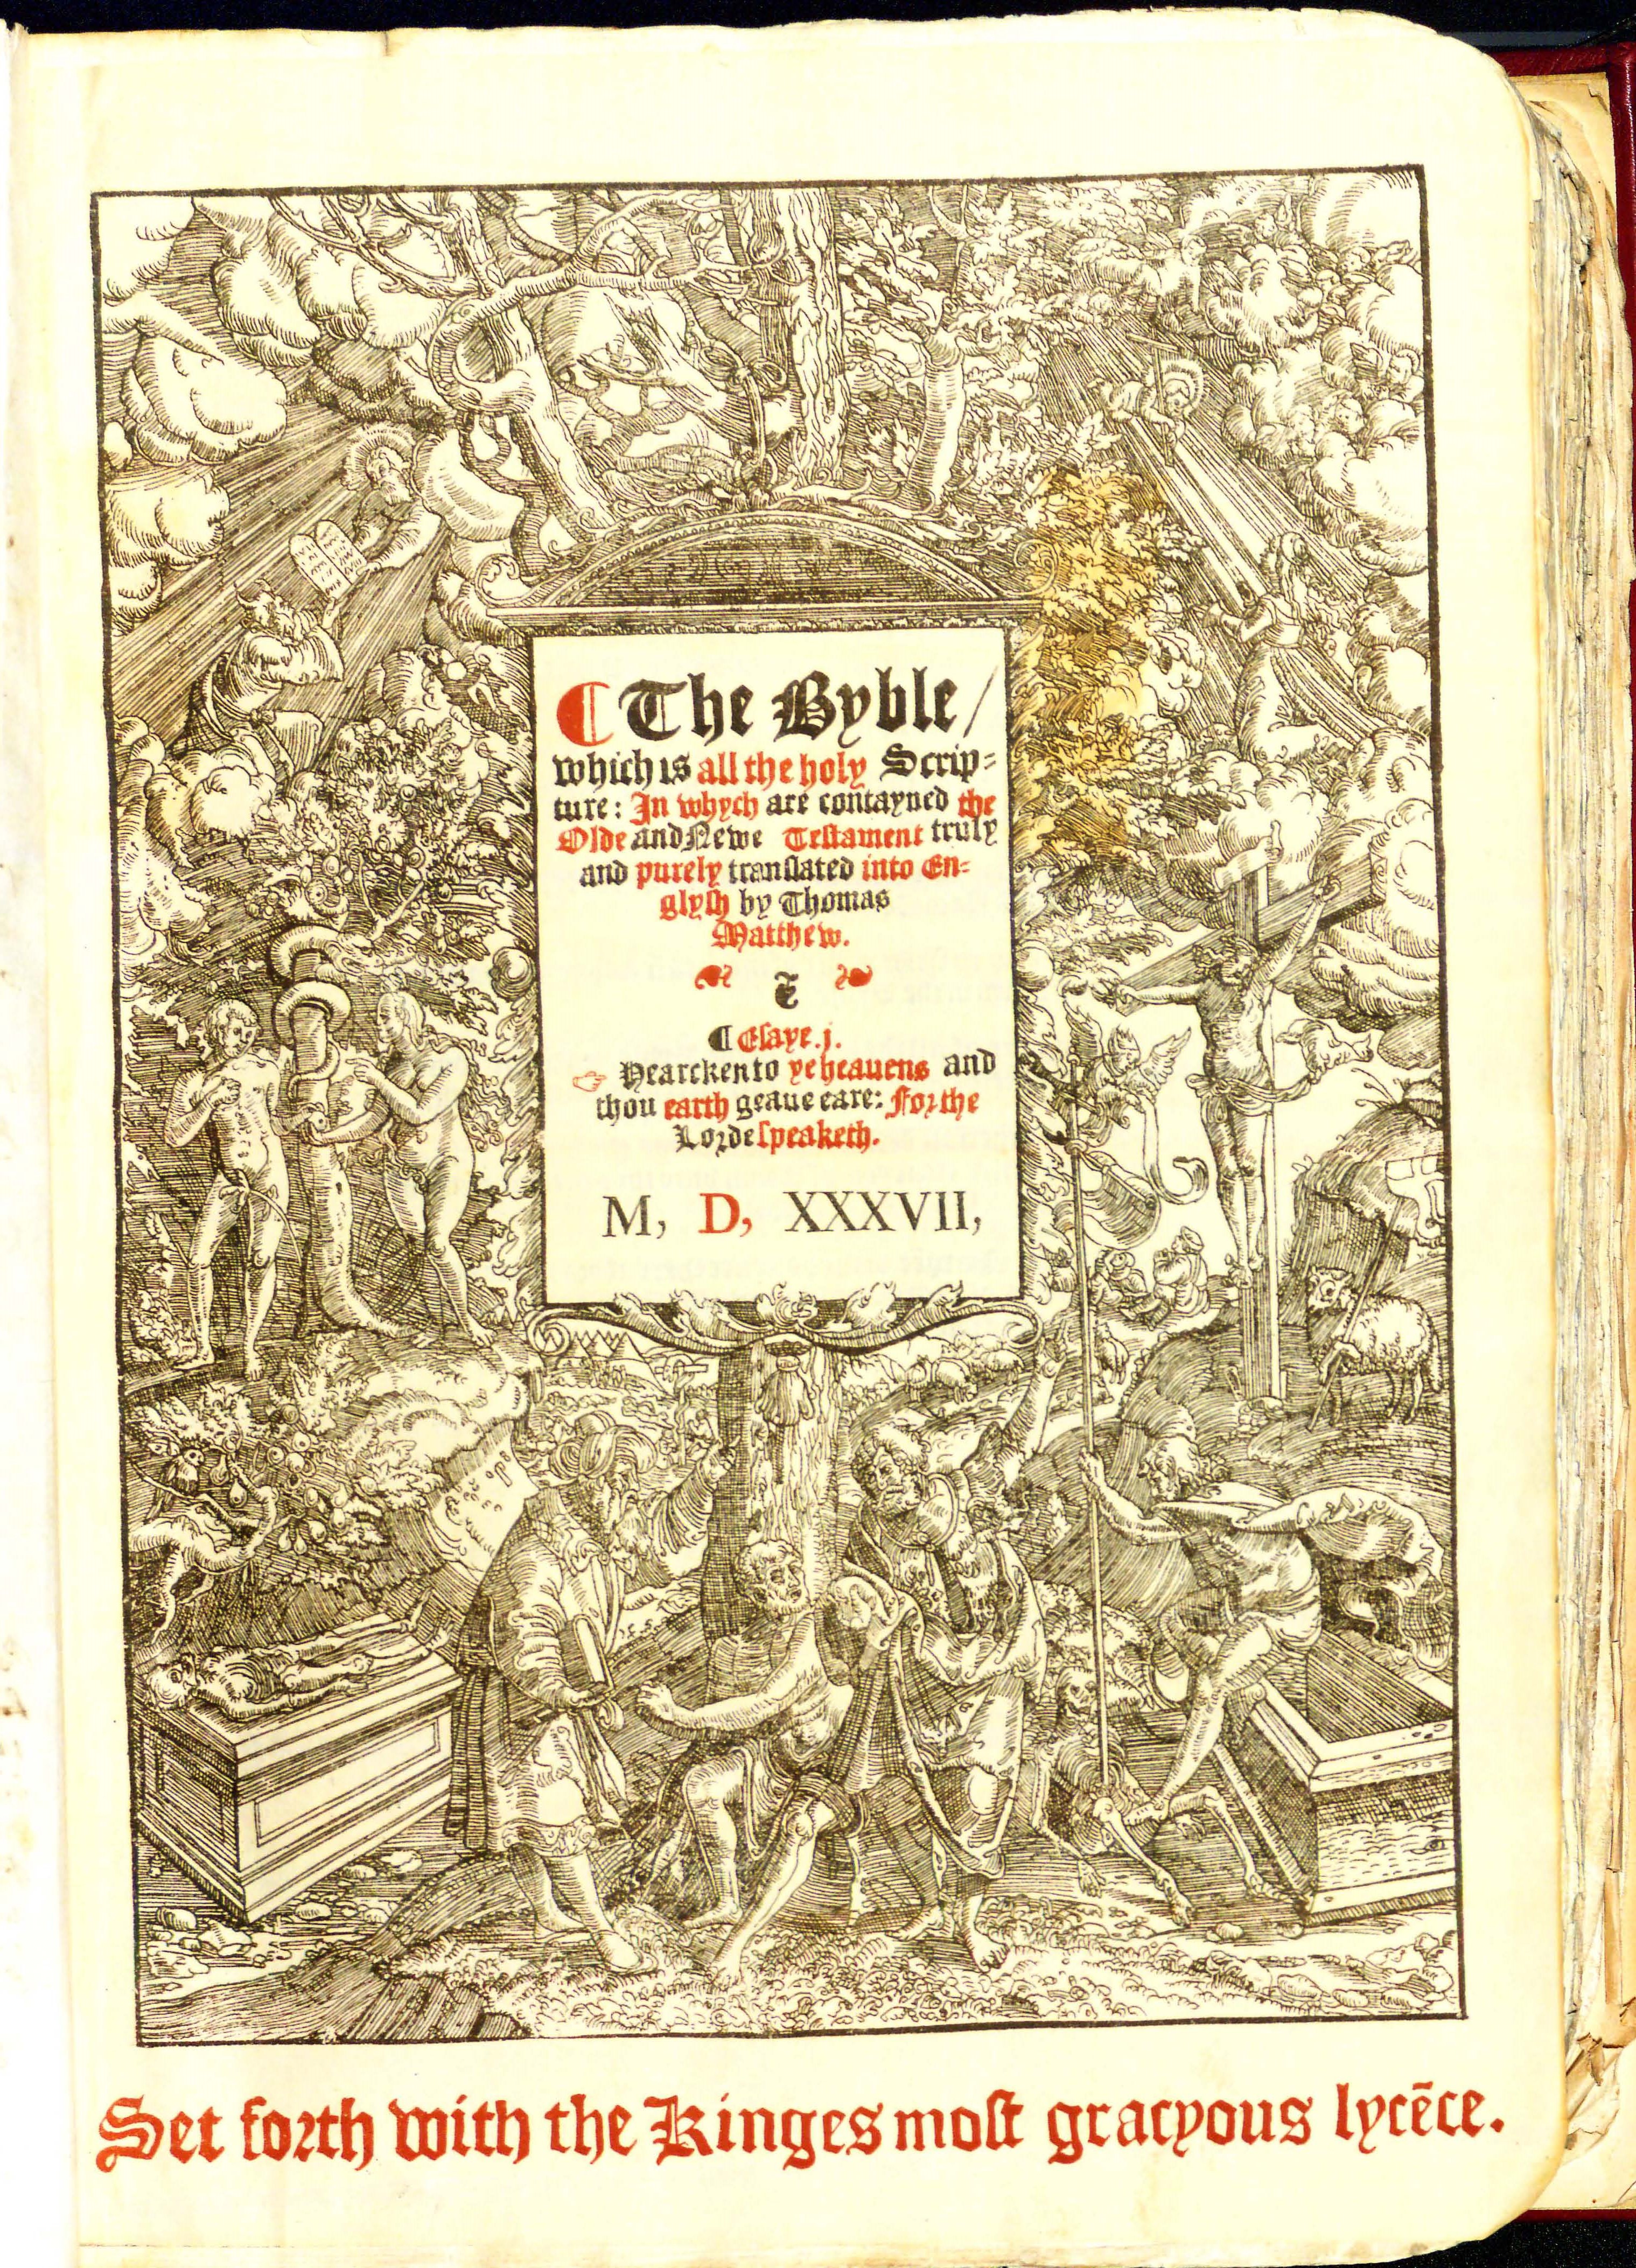 ¶ The Byble/
which is all the holy Scrip=
ture: In whych are contayned the
Olde and Newe Testament truly
and purely translated into En=
glysh by Thomas
Matthew.
¶ Esaye.j.
☞ Hearcken to ye heauens and
thou earth geaue eare: For the
Lorde speaketh.
M, D, XXXVII,
Set forth with the Kinges most gracyous lycēce.